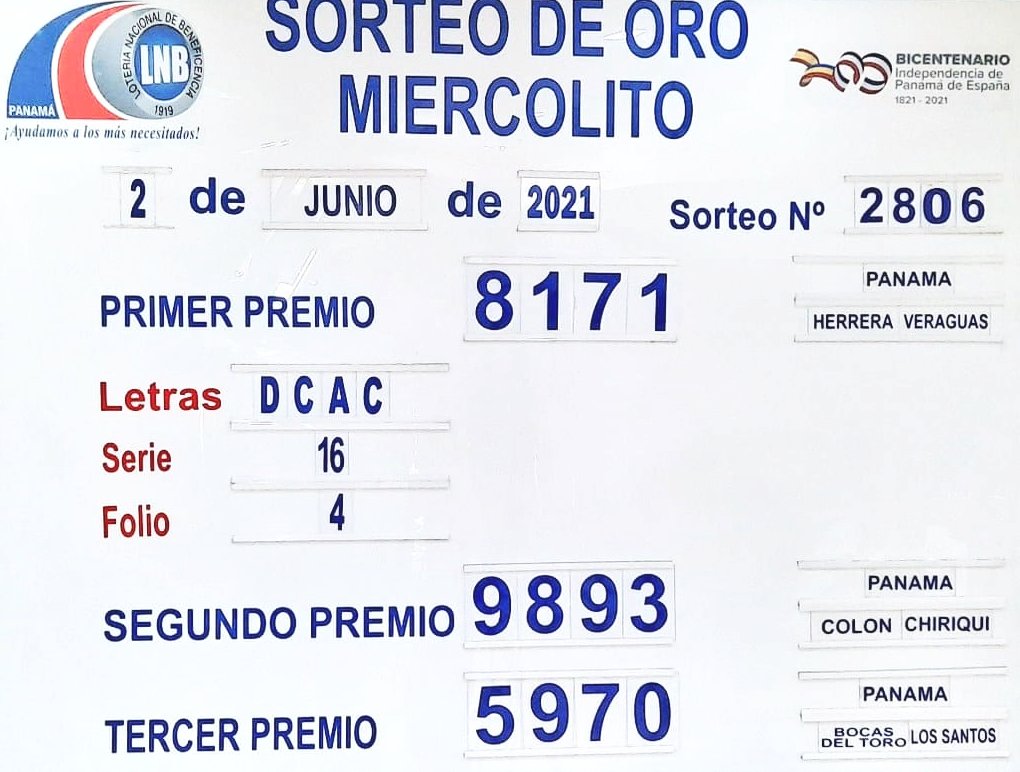 SORTEO DE ORO
MIERCOLITO
LOTERIA NACIONAL DE BENEFICENCIA
LNB
1919
PANAMÁ
¡Ayudamos a los más necesitados!
BICENTENARIO
Independencia de
Panamá de España
1821 - 2021
2 de JUNIO de 2021 Sorteo Nº 2806
PRIMER PREMIO 8171
PANAMA
HERRERA VERAGUAS
Letras D C A C
Serie 16
Folio 4
SEGUNDO PREMIO 9893
PANAMA
COLON CHIRIQUI
TERCER PREMIO 5970
PANAMA
BOCAS DEL TORO LOS SANTOS